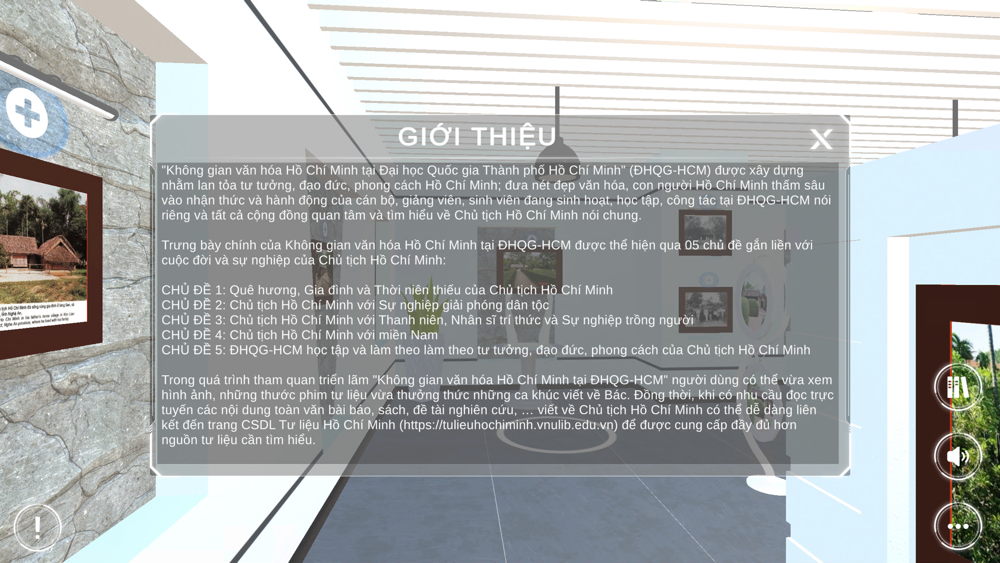 GIỚI THIỆU
"Không gian văn hóa Hồ Chí Minh tại Đại học Quốc gia Thành phố Hồ Chí Minh" (ĐHQG-HCM) được xây dựng
nhằm lan tỏa tư tưởng, đạo đức, phong cách Hồ Chí Minh; đưa nét đẹp văn hóa, con người Hồ Chí Minh thấm sâu
vào nhận thức và hành động của cán bộ, giảng viên, sinh viên đang sinh hoạt, học tập, công tác tại ĐHQG-HCM nói
riêng và tất cả cộng đồng quan tâm và tìm hiểu về Chủ tịch Hồ Chí Minh nói chung.
Trưng bày chính của Không gian văn hóa Hồ Chí Minh tại ĐHQG-HCM được thể hiện qua 05 chủ đề gắn liền với
cuộc đời và sự nghiệp của Chủ tịch Hồ Chí Minh:
CHỦ ĐỀ 1: Quê hương, Gia đình và Thời niên thiếu của Chủ tịch Hồ Chí Minh
CHỦ ĐỀ 2: Chủ tịch Hồ Chí Minh với Sự nghiệp giải phóng dân tộc
CHỦ ĐỀ 3: Chủ tịch Hồ Chí Minh với Thanh niên, Nhân sĩ trí thức và Sự nghiệp trồng người
CHỦ ĐỀ 4: Chủ tịch Hồ Chí Minh với miền Nam
CHỦ ĐỀ 5: ĐHQG-HCM học tập và làm theo làm theo tư tưởng, đạo đức, phong cách của Chủ tịch Hồ Chí Minh
Trong quá trình tham quan triển lãm "Không gian văn hóa Hồ Chí Minh tại ĐHQG-HCM" người dùng có thể vừa xem
hình ảnh, những thước phim tư liệu vừa thưởng thức những ca khúc viết về Bác. Đồng thời, khi có nhu cầu đọc trực
tuyến các nội dung toàn văn bài báo, sách, đề tài nghiên cứu, … viết về Chủ tịch Hồ Chí Minh có thể dễ dàng liên
kết đến trang CSDL Tư liệu Hồ Chí Minh (https://tulieuhochiminh.vnulib.edu.vn) để được cung cấp đầy đủ hơn
nguồn tư liệu cần tìm hiểu.
tịch Hồ Chí Minh đã sống cùng gia đình ở làng Sen, xã
, tỉnh Nghệ An.
Ho Chi Minh in his father's home village in Kim Lien
ct, Nghe An province, where he lived with his family.